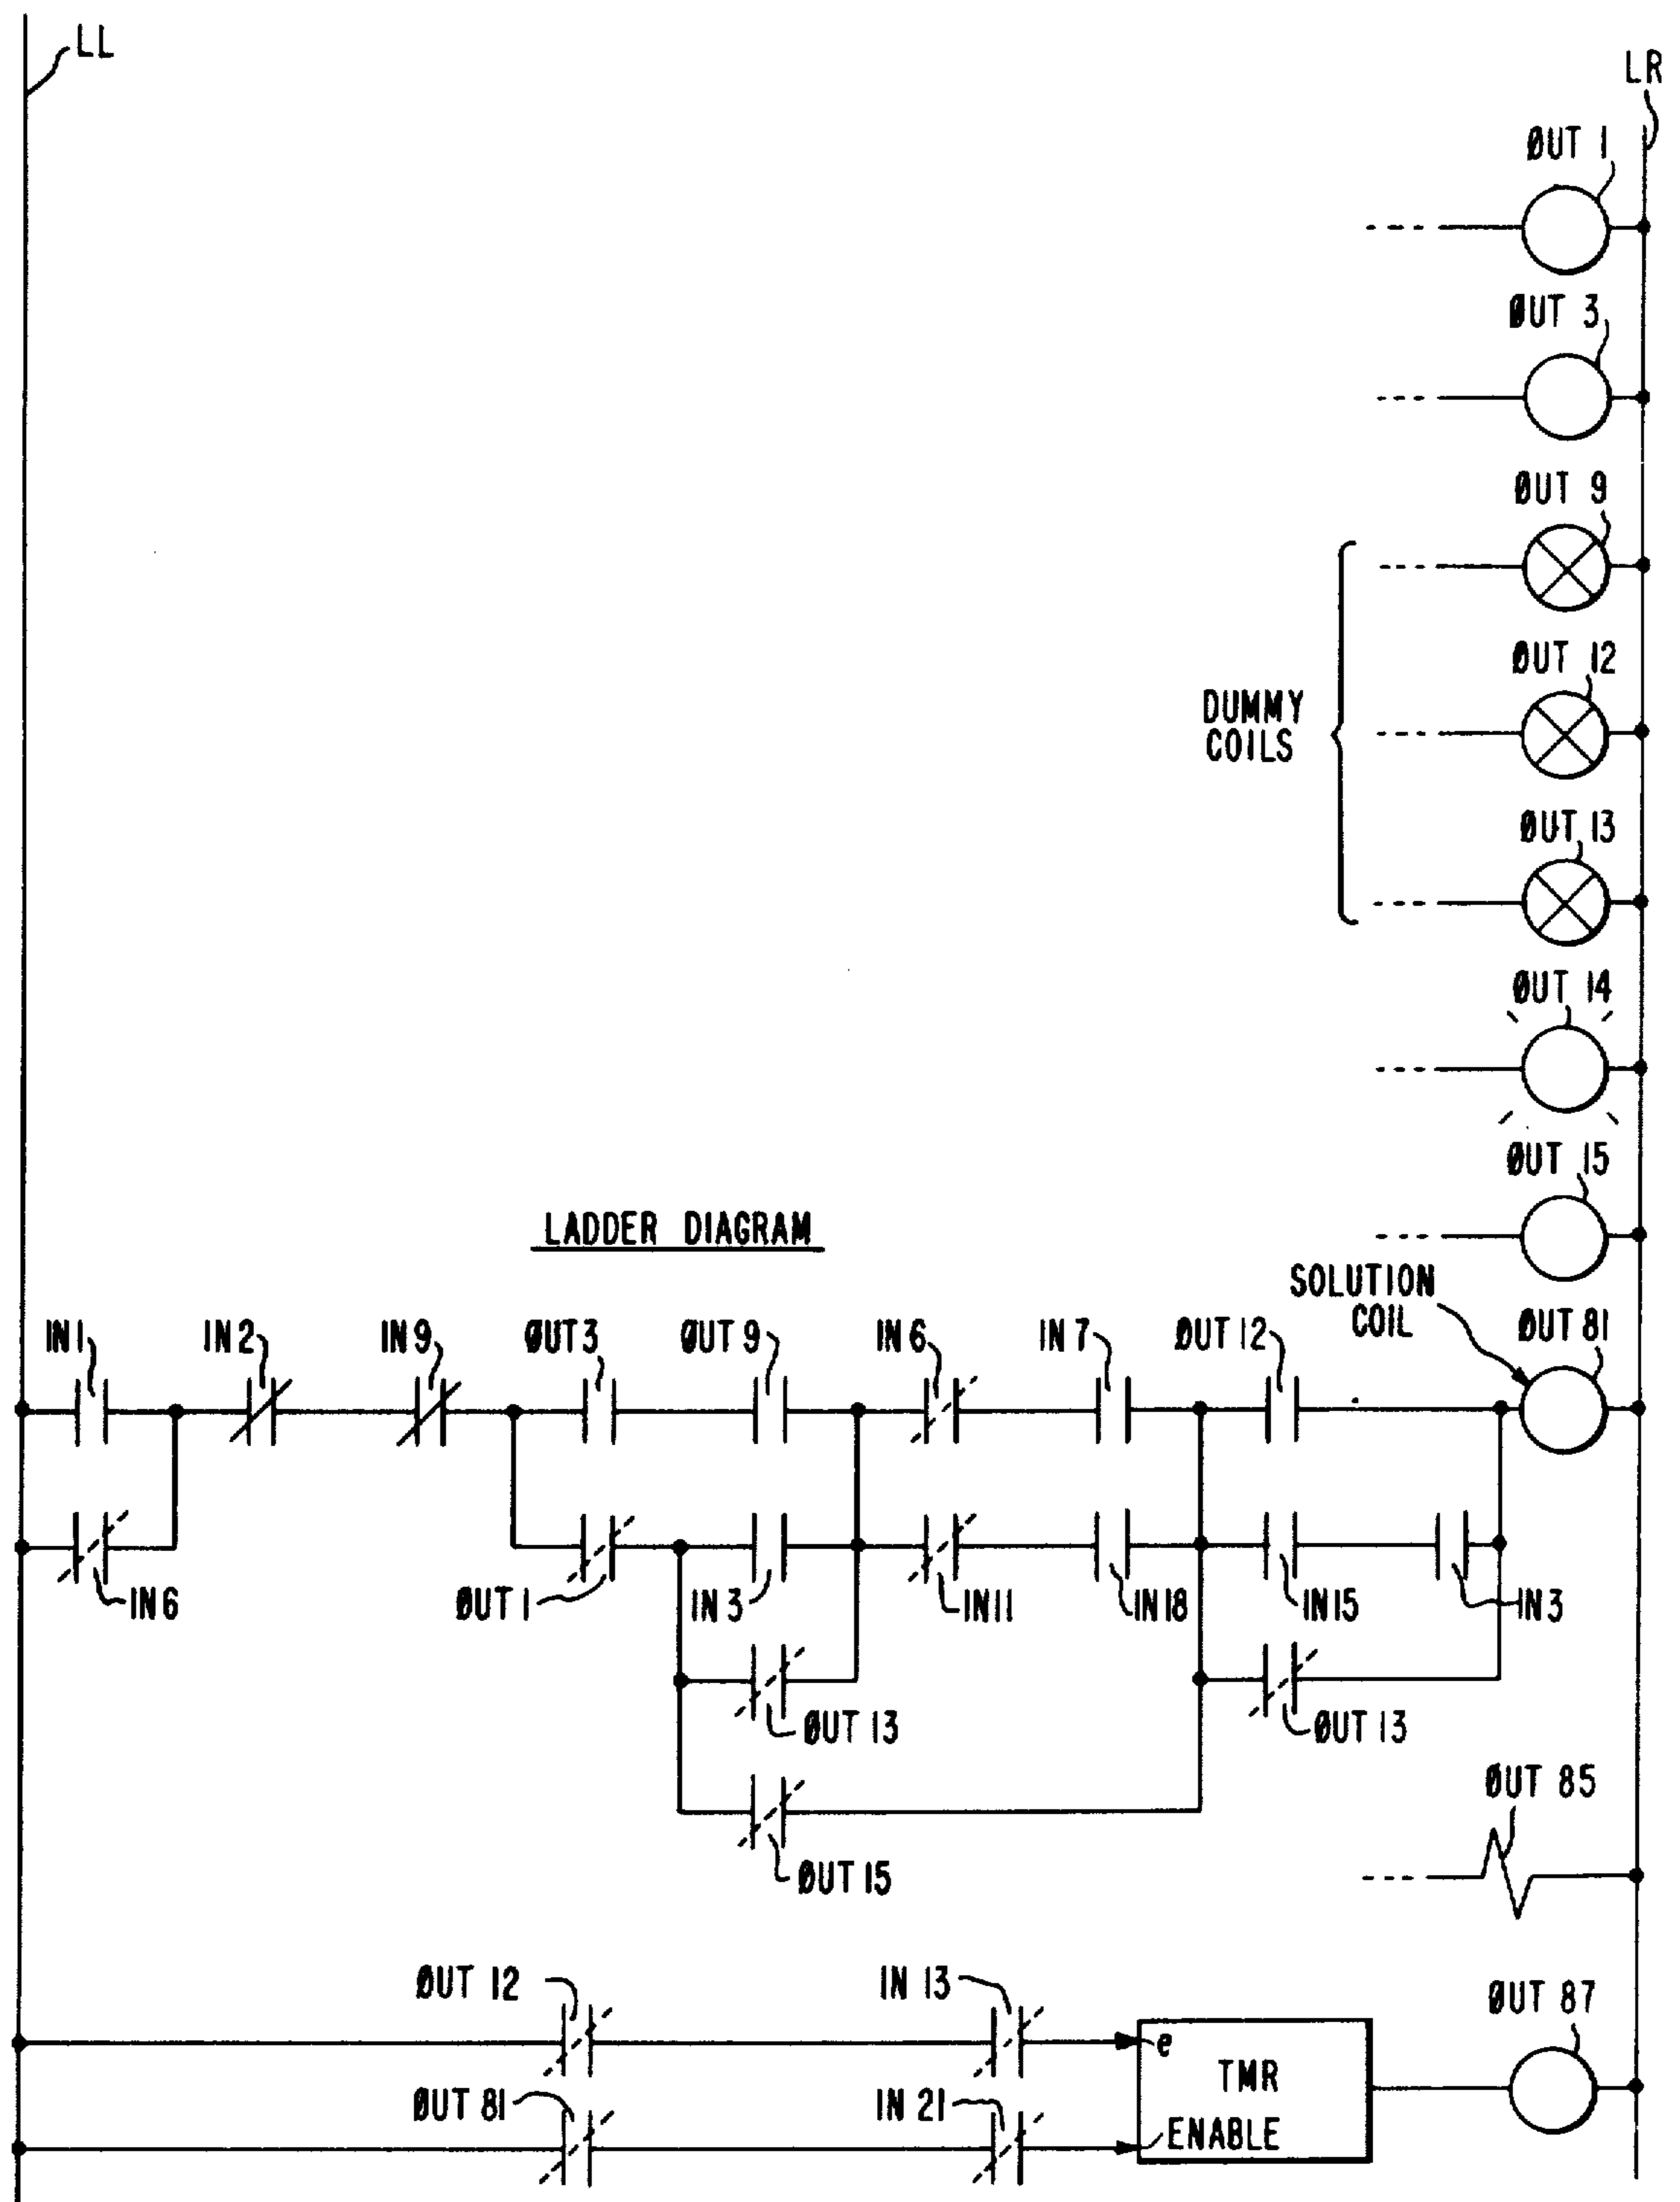 LL
LR
ØUT 1
ØUT 3
ØUT 9
ØUT 12
DUMMY
COILS
ØUT 13
ØUT 14
ØUT 15
LADDER DIAGRAM
SOLUTION
COIL
IN1 IN2 IN9 ØUT3 ØUT 9 IN6 IN7 ØUT 12 ØUT 81
IN6 ØUT 1 IN3 IN11 IN18 IN15 IN3
ØUT 13 ØUT 13
ØUT 85
ØUT 15
ØUT 12 IN 13 ØUT 87
e
TMR
ØUT 81 IN 21
ENABLE